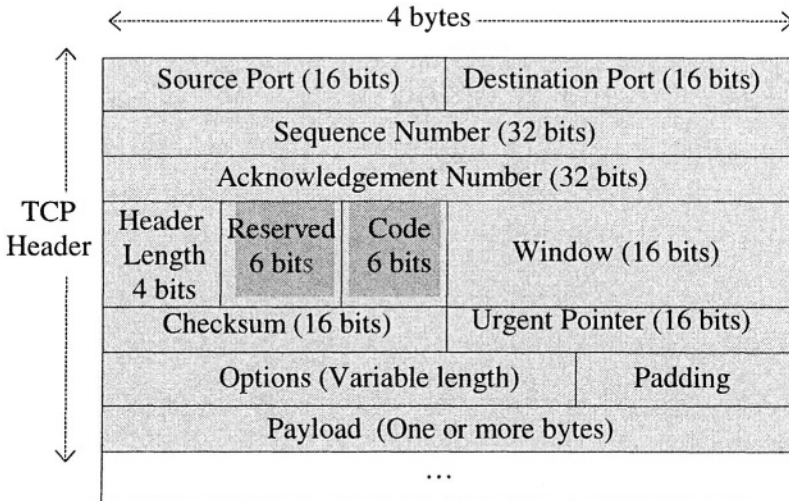 4 bytes
Source Port (16 bits)
Destination Port (16 bits)
Sequence Number (32 bits)
Acknowledgement Number (32 bits)
TCP
Header
Header
Length
4 bits
Reserved
6 bits
Code
6 bits
Window (16 bits)
Checksum (16 bits)
Urgent Pointer (16 bits)
Options (Variable length)
Padding
Payload (One or more bytes)
...